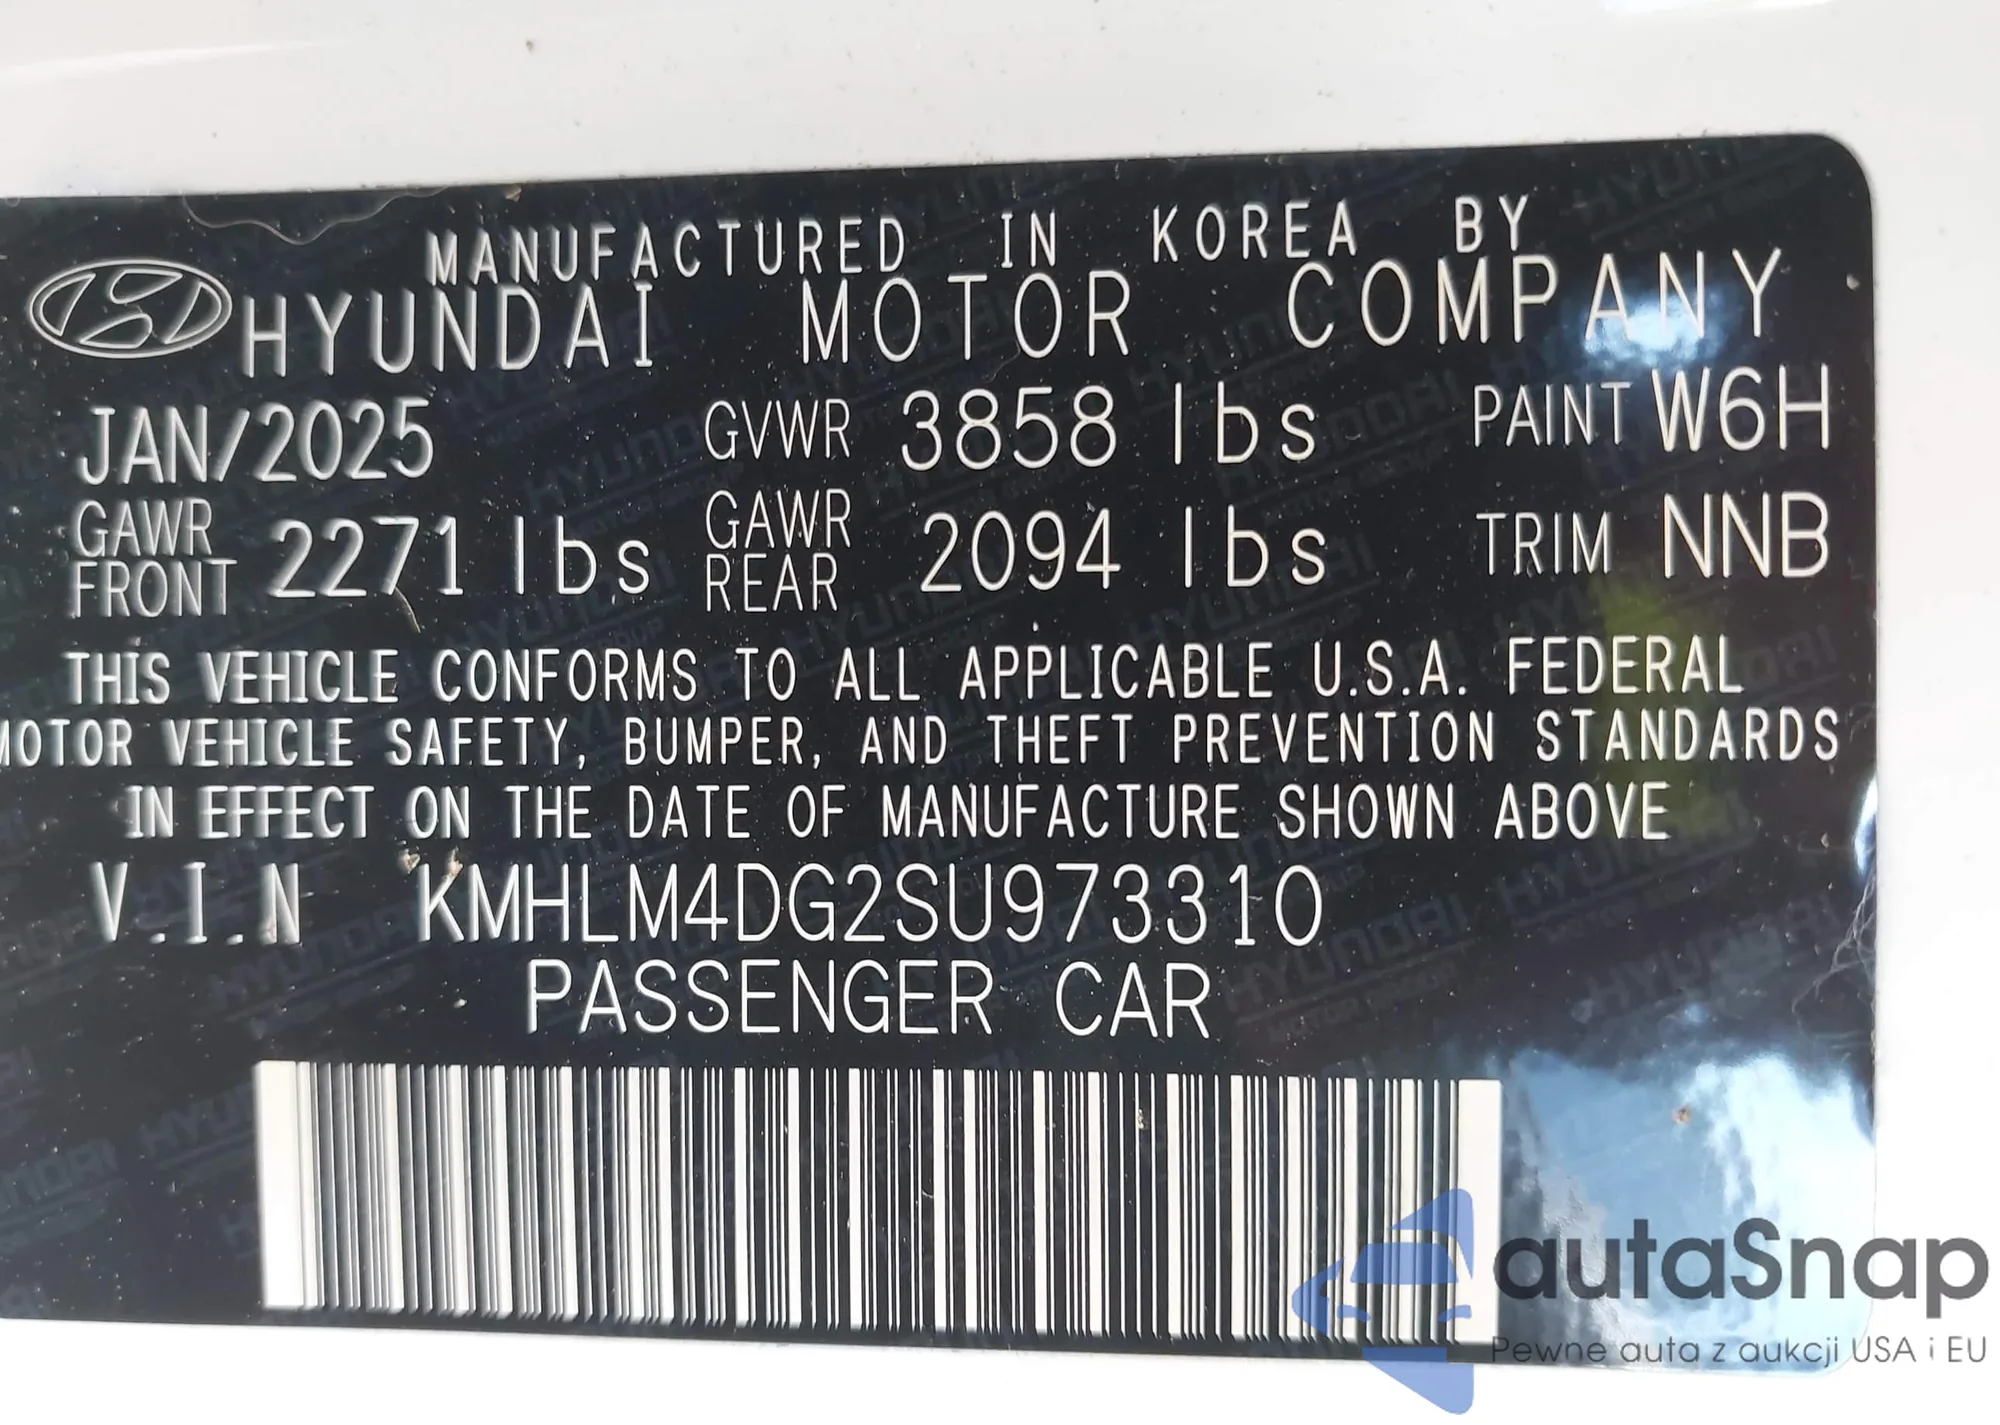 MANUFACTURED IN KOREA BY
HYUNDAI MOTOR COMPANY
JAN/2025 GVWR 3858 lbs PAINT W6H
GAWR FRONT 2271 lbs GAWR REAR 2094 lbs TRIM NNB
THIS VEHICLE CONFORMS TO ALL APPLICABLE U.S.A. FEDERAL
MOTOR VEHICLE SAFETY, BUMPER, AND THEFT PREVENTION STANDARDS
IN EFFECT ON THE DATE OF MANUFACTURE SHOWN ABOVE
V.I.N KMHLM4DG2SU973310
PASSENGER CAR
autaSnap
Pewne auta z aukcji USA i EU